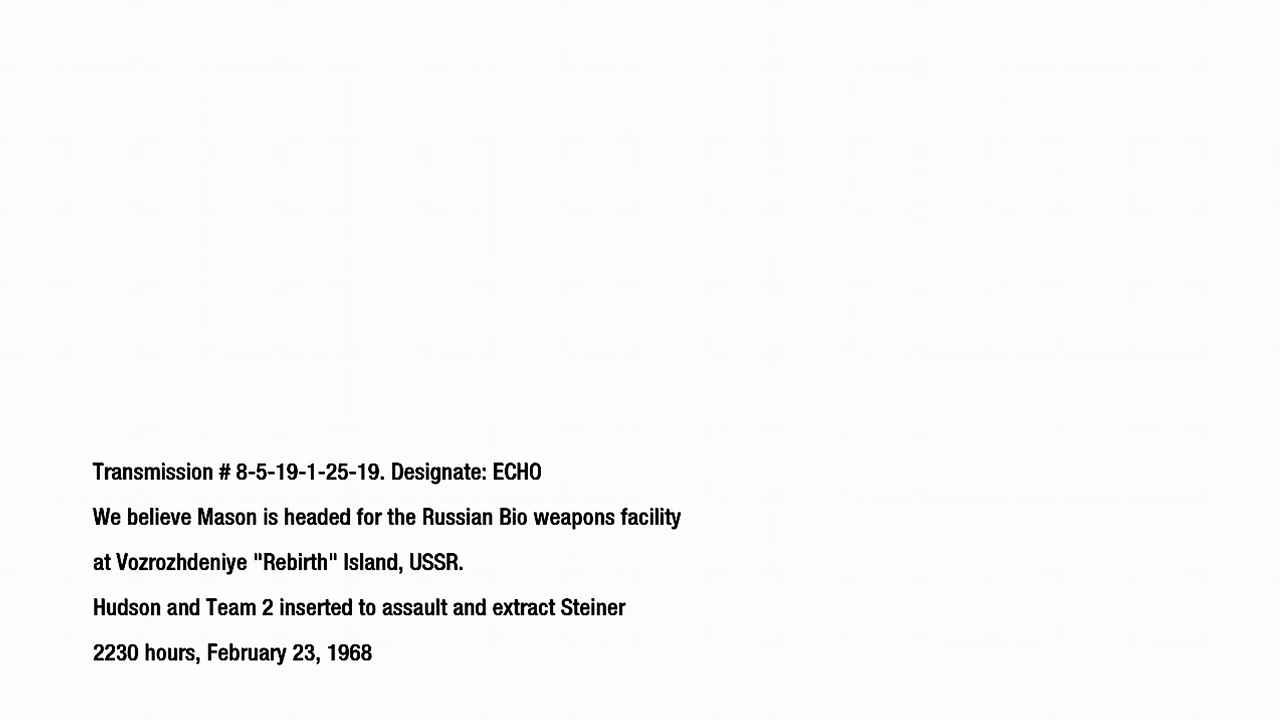 Transmission # 8-5-19-1-25-19. Designate: ECHO
We believe Mason is headed for the Russian Bio weapons facility
at Vozrozhdeniye "Rebirth" Island, USSR.
Hudson and Team 2 inserted to assault and extract Steiner
2230 hours, February 23, 1968